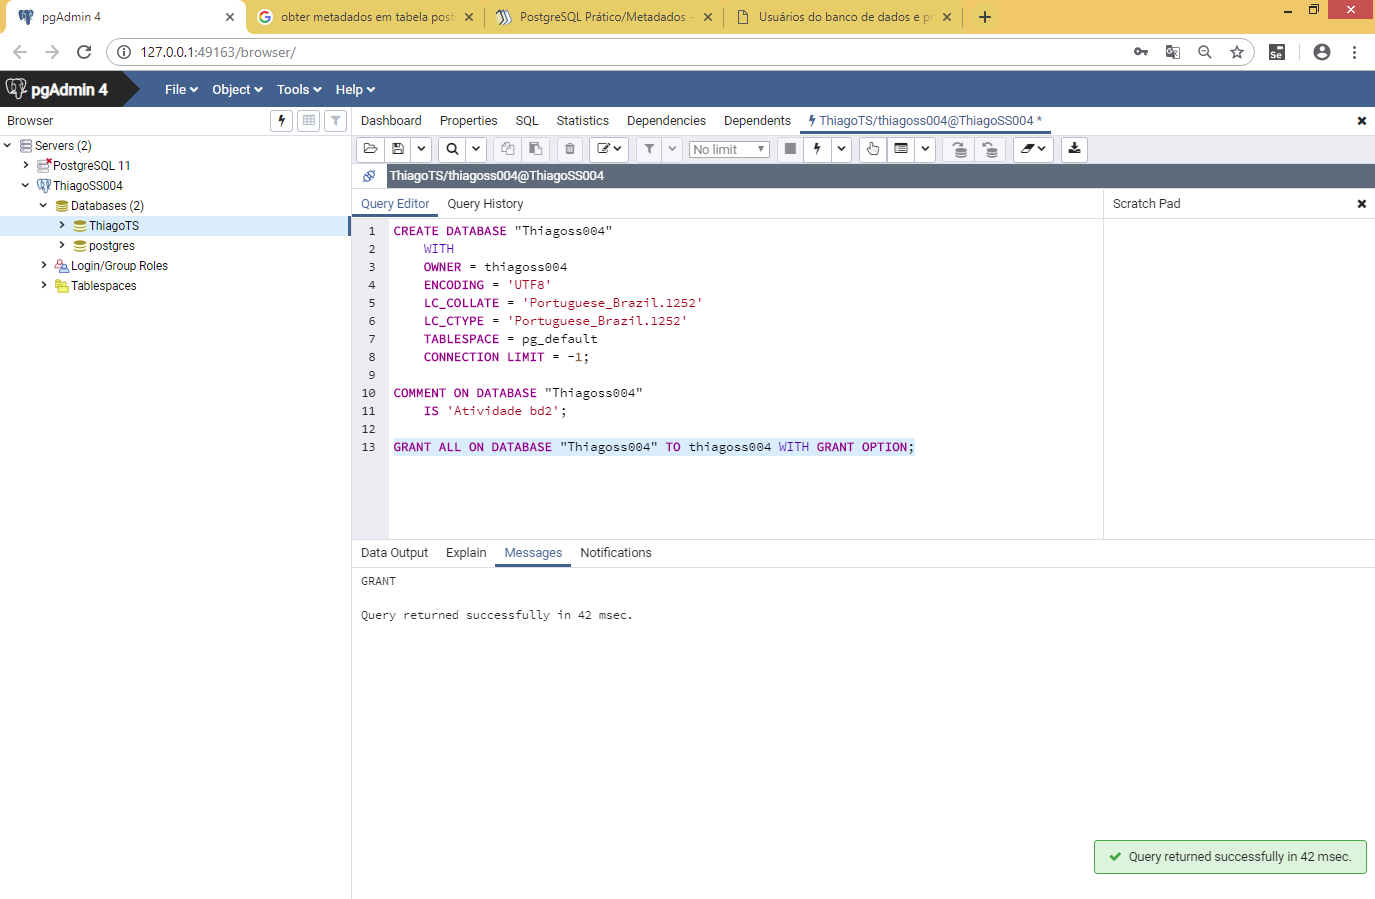 pgAdmin 4
obter metadados em tabela post
PostgreSQL Prático/Metadados -
Usuários do banco de dados e p
127.0.0.1:49163/browser/
Se
pgAdmin 4
File
Object
Tools
Help
Browser
Dashboard
Properties
SQL
Statistics
Dependencies
Dependents
ThiagoTS/thiagoss004@ThiagoSS004 *
Servers (2)
PostgreSQL 11
ThiagoSS004
Databases (2)
ThiagoTS
postgres
Login/Group Roles
Tablespaces
No limit
ThiagoTS/thiagoss004@ThiagoSS004
Query Editor
Query History
Scratch Pad
1 CREATE DATABASE "Thiagoss004"
2 WITH
3 OWNER = thiagoss004
4 ENCODING = 'UTF8'
5 LC_COLLATE = 'Portuguese_Brazil.1252'
6 LC_CTYPE = 'Portuguese_Brazil.1252'
7 TABLESPACE = pg_default
8 CONNECTION LIMIT = -1;
9
10 COMMENT ON DATABASE "Thiagoss004"
11 IS 'Atividade bd2';
12
13 GRANT ALL ON DATABASE "Thiagoss004" TO thiagoss004 WITH GRANT OPTION;
Data Output
Explain
Messages
Notifications
GRANT
Query returned successfully in 42 msec.
Query returned successfully in 42 msec.